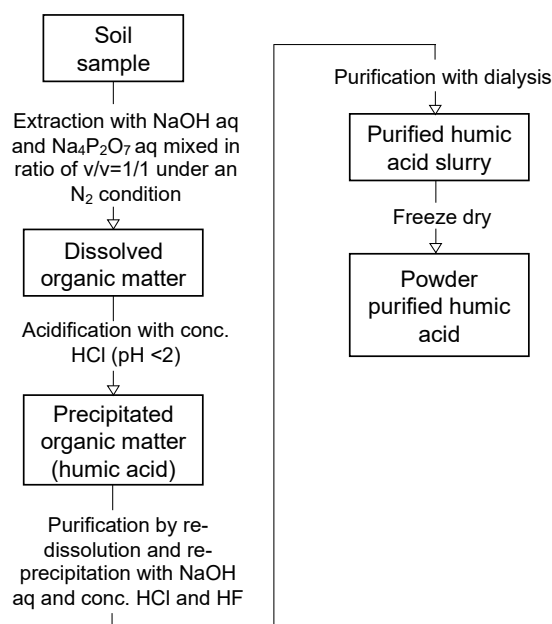 Soil
sample
Extraction with NaOH aq
and Na₄P₂O₇ aq mixed in
ratio of v/v=1/1 under an
N₂ condition
Dissolved
organic matter
Acidification with conc.
HCl (pH <2)
Precipitated
organic matter
(humic acid)
Purification by re-
dissolution and re-
precipitation with NaOH
aq and conc. HCl and HF
Purification with dialysis
Purified humic
acid slurry
Freeze dry
Powder
purified humic
acid